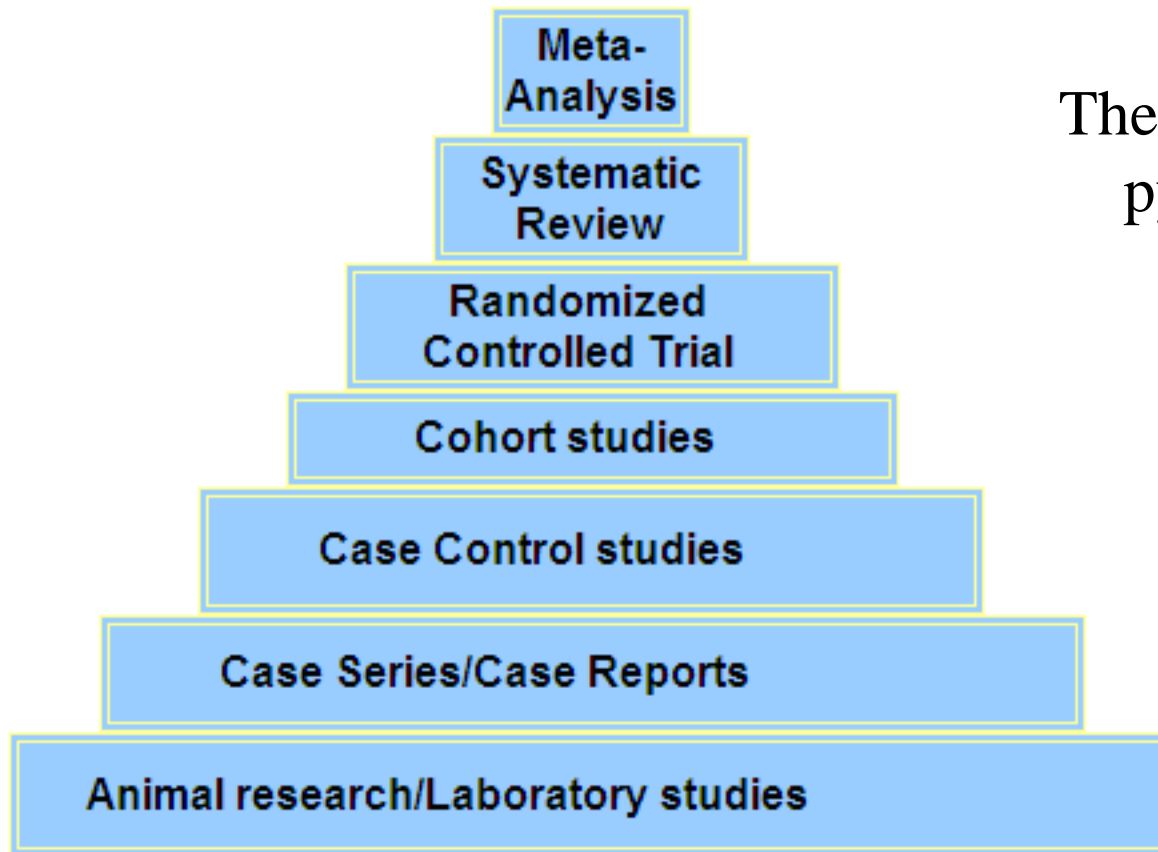 Meta-
Analysis
The
Systematic
Review
Randomized
Controlled Trial
Cohort studies
Case Control studies
Case Series/Case Reports
Animal research/Laboratory studies